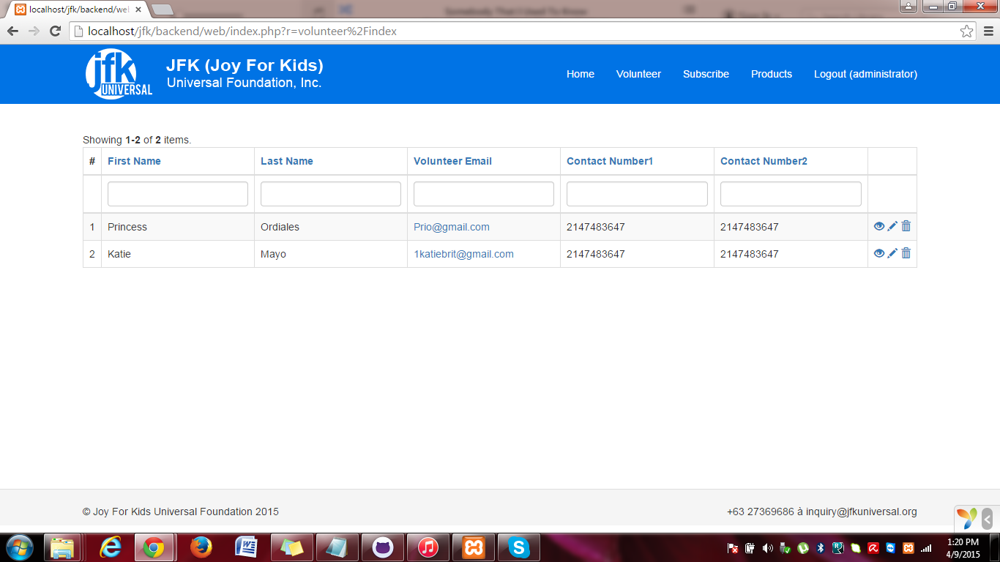 localhost/jfk/backend/web
localhost/jfk/backend/web/index.php?r=volunteer%2Findex
jfk UNIVERSAL
JFK (Joy For Kids)
Universal Foundation, Inc.
Home Volunteer Subscribe Products Logout (administrator)
Showing 1-2 of 2 items.
# First Name Last Name Volunteer Email Contact Number1 Contact Number2
1 Princess Ordiales Prio@gmail.com 2147483647 2147483647
2 Katie Mayo 1katiebrit@gmail.com 2147483647 2147483647
© Joy For Kids Universal Foundation 2015
+63 27369686 à inquiry@jfkuniversal.org
1:20 PM
4/9/2015